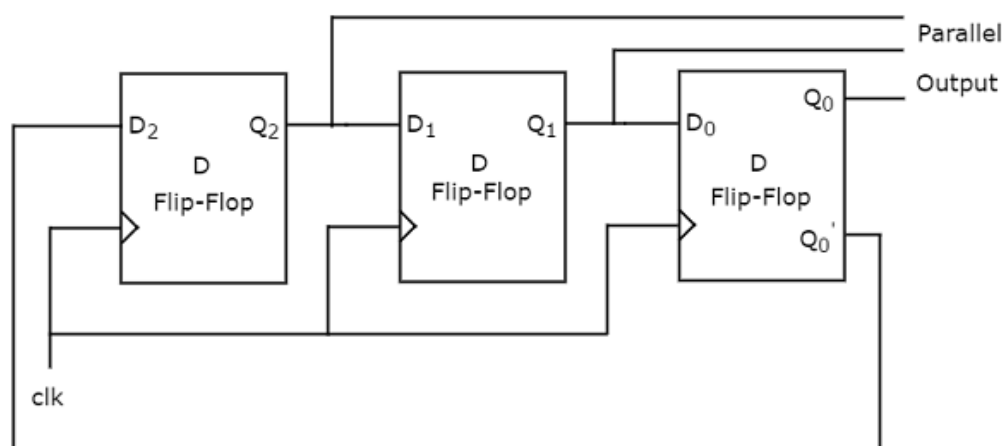 Parallel
Output
D₂ Q₂
D
Flip-Flop
D₁ Q₁
D
Flip-Flop
D₀ Q₀
D
Flip-Flop
Q₀'
clk